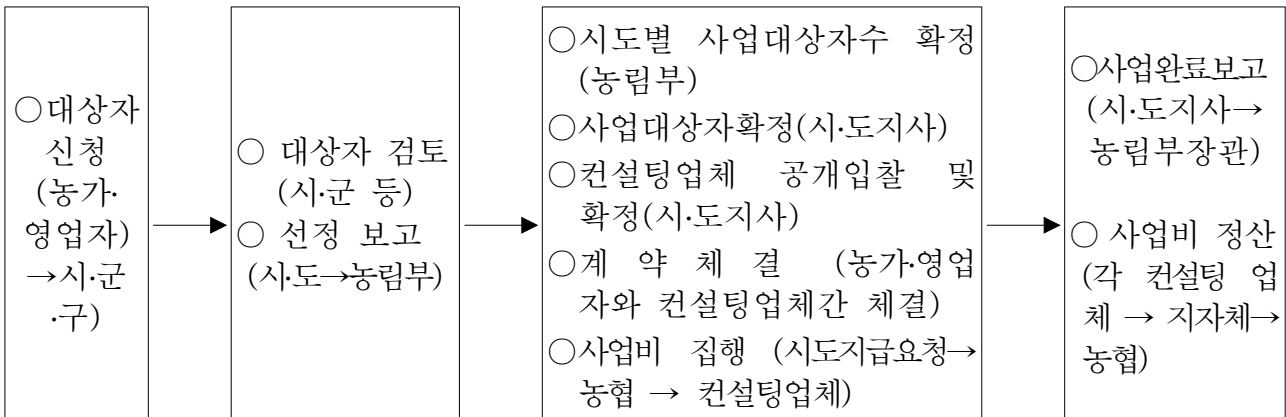 ○대상자
신청
(농가·
영업자)
→시·군
·구)
○ 대상자 검토
(시·군 등)
○ 선정 보고
(시·도→농림부)
○시도별 사업대상자수 확정
(농림부)
○사업대상자확정(시·도지사)
○컨설팅업체 공개입찰 및
확정(시·도지사)
○계 약 체 결 (농가·영업
자와 컨설팅업체간 체결)
○사업비 집행 (시도지급요청→
농협 → 컨설팅업체)
○사업완료보고
(시·도지사→
농림부장관)
○ 사업비 정산
(각 컨설팅 업
체 → 지자체→
농협)